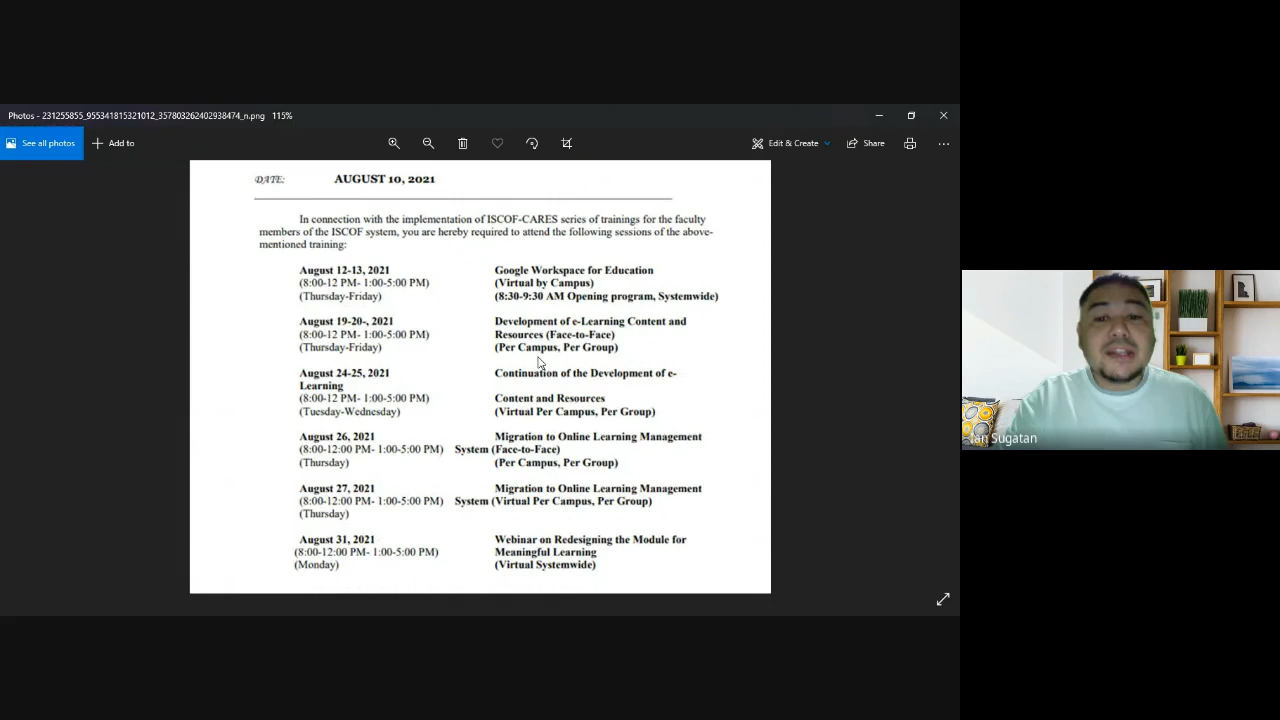 Photos - 231255855_955341815321012_357803262402938474_n.png 115%
See all photos
Add to
Edit & Create
Share
DATE: AUGUST 10, 2021
In connection with the implementation of ISCOF-CARES series of trainings for the faculty
members of the ISCOF system, you are hereby required to attend the following sessions of the above-
mentioned training:
August 12-13, 2021 Google Workspace for Education
(8:00-12 PM- 1:00-5:00 PM) (Virtual by Campus)
(Thursday-Friday) (8:30-9:30 AM Opening program, Systemwide)
August 19-20-, 2021 Development of e-Learning Content and
(8:00-12 PM- 1:00-5:00 PM) Resources (Face-to-Face)
(Thursday-Friday) (Per Campus, Per Group)
August 24-25, 2021 Continuation of the Development of e-
Learning
(8:00-12 PM- 1:00-5:00 PM) Content and Resources
(Tuesday-Wednesday) (Virtual Per Campus, Per Group)
August 26, 2021 Migration to Online Learning Management
(8:00-12:00 PM- 1:00-5:00 PM) System (Face-to-Face)
(Thursday) (Per Campus, Per Group)
August 27, 2021 Migration to Online Learning Management
(8:00-12:00 PM- 1:00-5:00 PM) System (Virtual Per Campus, Per Group)
(Thursday)
August 31, 2021 Webinar on Redesigning the Module for
(8:00-12:00 PM- 1:00-5:00 PM) Meaningful Learning
(Monday) (Virtual Systemwide)
Ian Sugatan